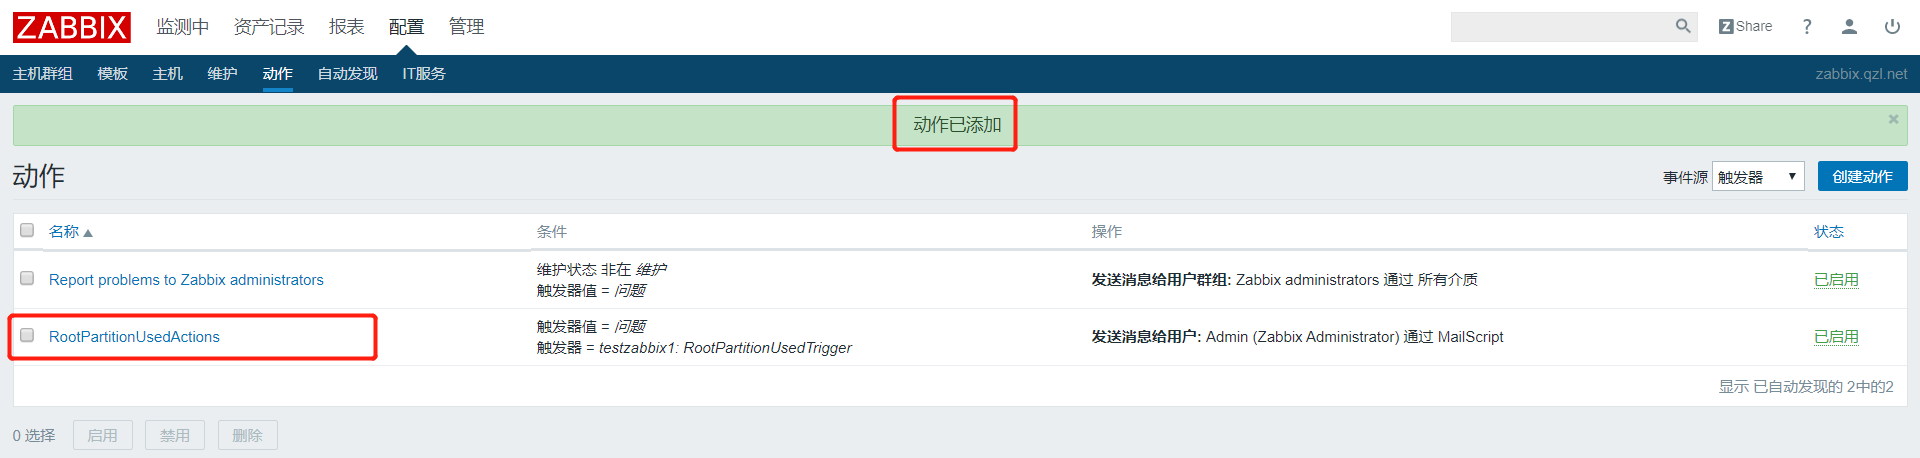 ZABBIX 监测中 资产记录 报表 配置 管理 Z Share ?
主机群组 模板 主机 维护 动作 自动发现 IT服务 zabbix.qzl.net
动作已添加
动作 事件源 触发器 创建动作
名称 条件 操作 状态
Report problems to Zabbix administrators 维护状态 非在 维护 发送消息给用户群组: Zabbix administrators 通过 所有介质 已启用
触发器值 = 问题
RootPartitionUsedActions 触发器值 = 问题 发送消息给用户: Admin (Zabbix Administrator) 通过 MailScript 已启用
触发器 = testzabbix1: RootPartitionUsedTrigger
显示 已自动发现的 2中的2
0 选择 启用 禁用 删除